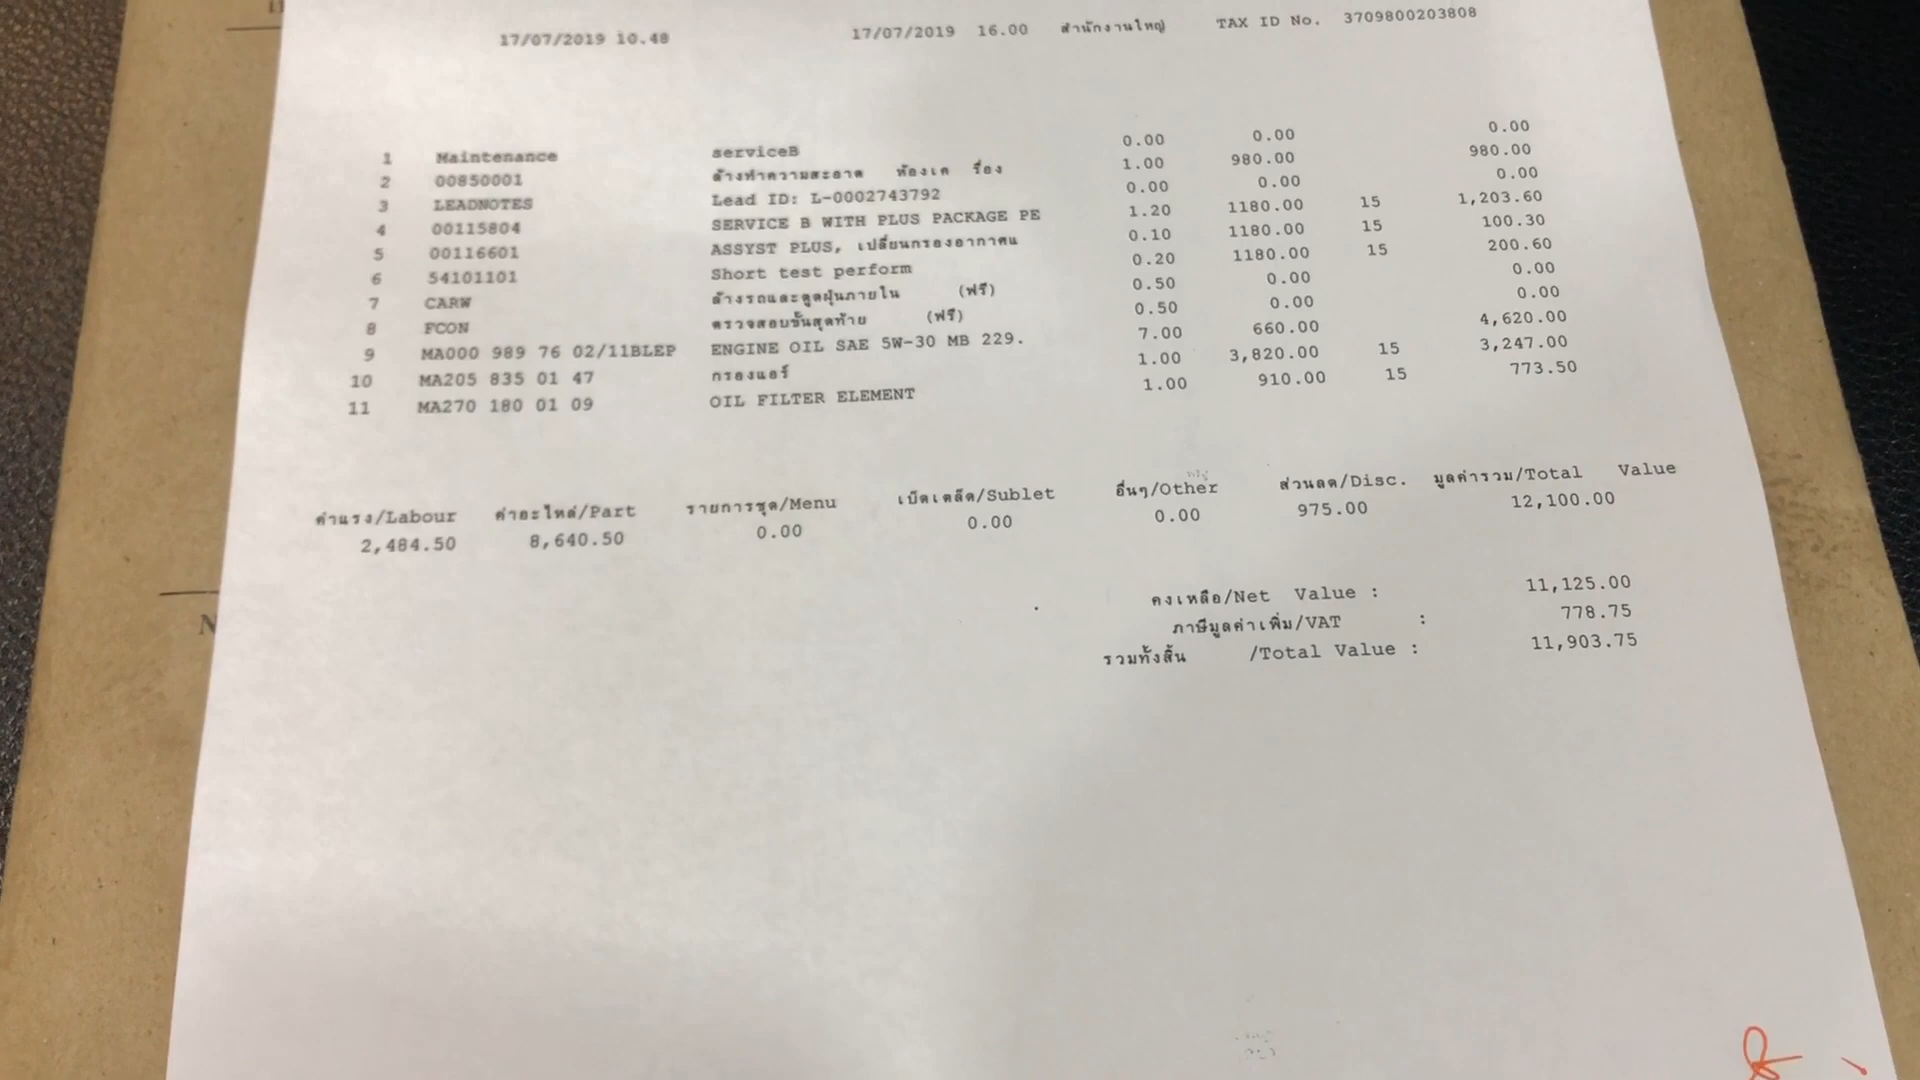 17/07/2019 10.48 17/07/2019 16.00 สำนักงานใหญ่ TAX ID No. 3709800203808
1 Maintenance serviceB 0.00 0.00 0.00
2 00850001 ล้างทำความสะอาด ห้องเค รื่อง 1.00 980.00 980.00
3 LEADNOTES Lead ID: L-0002743792 0.00 0.00 0.00
4 00115804 SERVICE B WITH PLUS PACKAGE PE 1.20 1180.00 15 1,203.60
5 00116601 ASSYST PLUS, เปลี่ยนกรองอากาศแ 0.10 1180.00 15 100.30
6 54101101 Short test perform 0.20 1180.00 15 200.60
7 CARW ล้างรถและดูดฝุ่นภายใน (ฟรี) 0.50 0.00 0.00
8 FCON ตรวจสอบขั้นสุดท้าย (ฟรี) 0.50 0.00 0.00
9 MA000 989 76 02/11BLEP ENGINE OIL SAE 5W-30 MB 229. 7.00 660.00 4,620.00
10 MA205 835 01 47 กรองแอร์ 1.00 3,820.00 15 3,247.00
11 MA270 180 01 09 OIL FILTER ELEMENT 1.00 910.00 15 773.50
ค่าแรง/Labour ค่าอะไหล่/Part รายการชุด/Menu เบ็ดเตล็ด/Sublet อื่นๆ/Other ส่วนลด/Disc. มูลค่ารวม/Total Value
2,484.50 8,640.50 0.00 0.00 0.00 975.00 12,100.00
คงเหลือ/Net Value : 11,125.00
ภาษีมูลค่าเพิ่ม/VAT : 778.75
รวมทั้งสิ้น /Total Value : 11,903.75